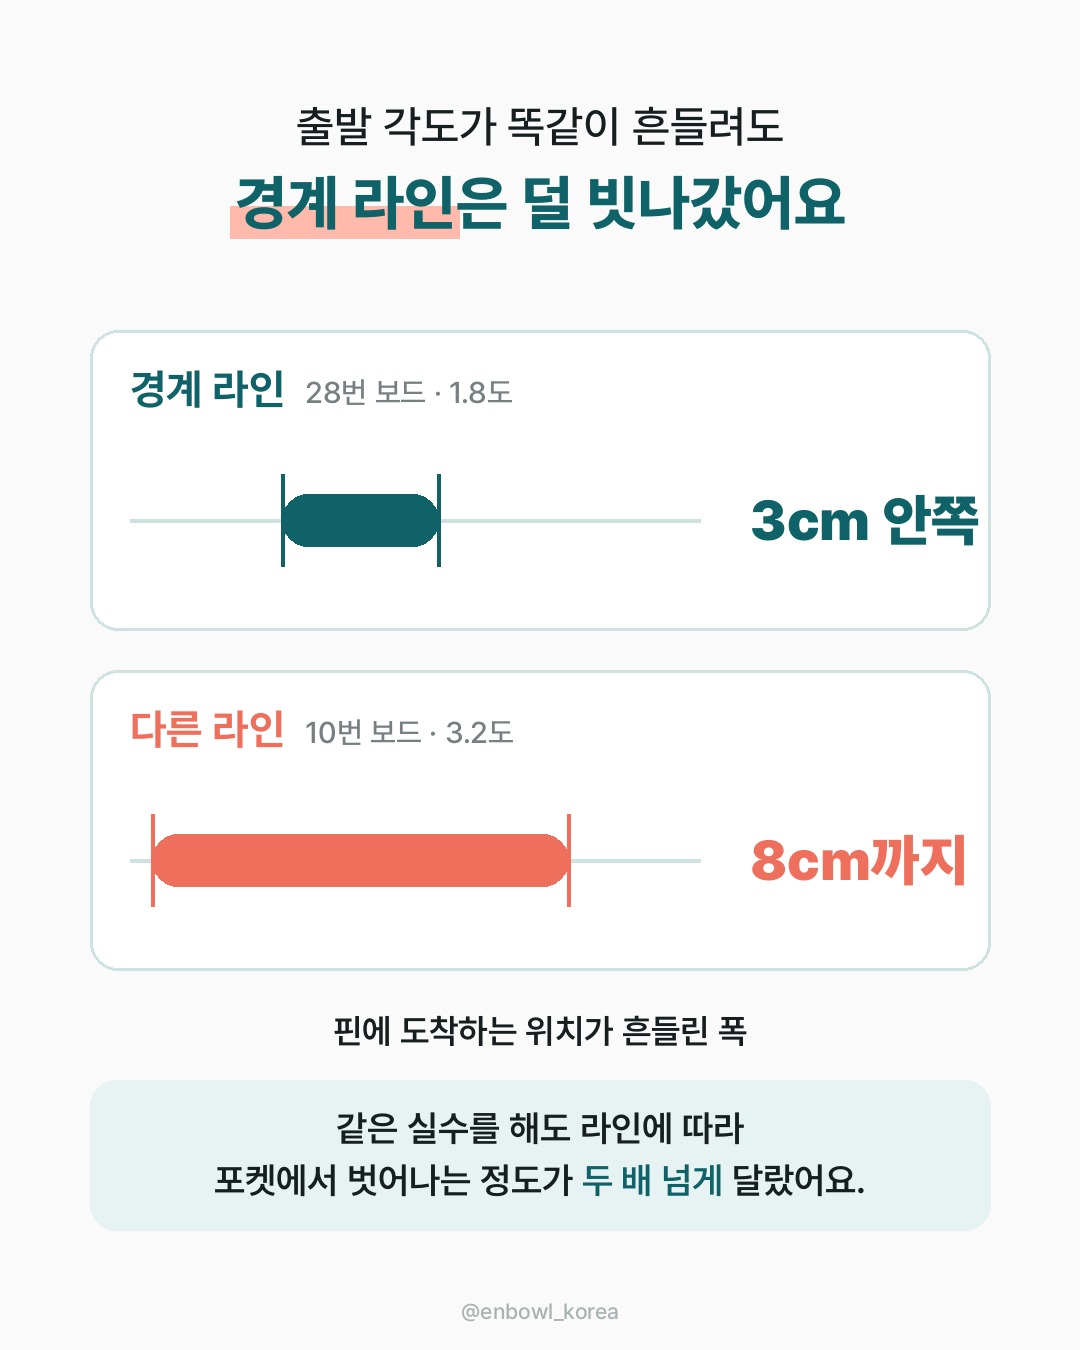 출발 각도가 똑같이 흔들려도
경계 라인은 덜 빗나갔어요
경계 라인 28번 보드 · 1.8도
3cm 안쪽
다른 라인 10번 보드 · 3.2도
8cm까지
핀에 도착하는 위치가 흔들린 폭
같은 실수를 해도 라인에 따라
포켓에서 벗어나는 정도가 두 배 넘게 달랐어요.
@enbowl_korea